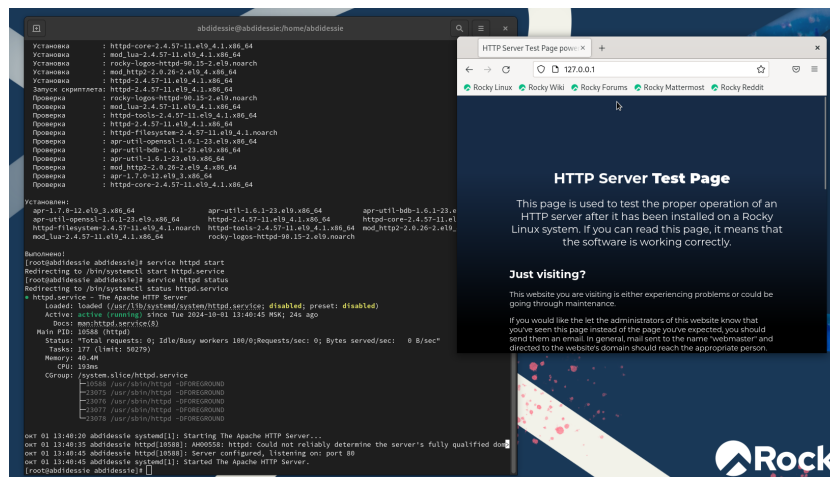 abdidessie@abdidessie:/home/abdidessie
Установка : httpd-core-2.4.57-11.el9_4.1.x86_64
Установка : mod_lua-2.4.57-11.el9_4.1.x86_64
Установка : rocky-logos-httpd-90.15-2.el9.noarch
Установка : mod_http2-2.0.26-2.el9_4.x86_64
Установка : httpd-2.4.57-11.el9_4.1.x86_64
Запуск скриптлета: httpd-2.4.57-11.el9_4.1.x86_64
Проверка : rocky-logos-httpd-90.15-2.el9.noarch
Проверка : mod_lua-2.4.57-11.el9_4.1.x86_64
Проверка : httpd-tools-2.4.57-11.el9_4.1.x86_64
Проверка : httpd-2.4.57-11.el9_4.1.x86_64
Проверка : httpd-filesystem-2.4.57-11.el9_4.1.noarch
Проверка : apr-util-openssl-1.6.1-23.el9.x86_64
Проверка : apr-util-bdb-1.6.1-23.el9.x86_64
Проверка : apr-util-1.6.1-23.el9.x86_64
Проверка : mod_http2-2.0.26-2.el9_4.x86_64
Проверка : apr-1.7.0-12.el9_3.x86_64
Проверка : httpd-core-2.4.57-11.el9_4.1.x86_64
Установлен:
apr-1.7.0-12.el9_3.x86_64 apr-util-1.6.1-23.el9.x86_64 apr-util-bdb-1.6.1-23.e
apr-util-openssl-1.6.1-23.el9.x86_64 httpd-2.4.57-11.el9_4.1.x86_64 httpd-core-2.4.57-11.el
httpd-filesystem-2.4.57-11.el9_4.1.noarch httpd-tools-2.4.57-11.el9_4.1.x86_64 mod_http2-2.0.26-2.el9_
mod_lua-2.4.57-11.el9_4.1.x86_64 rocky-logos-httpd-90.15-2.el9.noarch
Выполнено!
[root@abdidessie abdidessie]# service httpd start
Redirecting to /bin/systemctl start httpd.service
[root@abdidessie abdidessie]# service httpd status
Redirecting to /bin/systemctl status httpd.service
● httpd.service - The Apache HTTP Server
Loaded: loaded (/usr/lib/systemd/system/httpd.service; disabled; preset: disabled)
Active: active (running) since Tue 2024-10-01 13:40:45 MSK; 24s ago
Docs: man:httpd.service(8)
Main PID: 10588 (httpd)
Status: "Total requests: 0; Idle/Busy workers 100/0;Requests/sec: 0; Bytes served/sec: 0 B/sec"
Tasks: 177 (limit: 50279)
Memory: 40.4M
CPU: 193ms
CGroup: /system.slice/httpd.service
├─10588 /usr/sbin/httpd -DFOREGROUND
├─23075 /usr/sbin/httpd -DFOREGROUND
├─23076 /usr/sbin/httpd -DFOREGROUND
├─23077 /usr/sbin/httpd -DFOREGROUND
└─23078 /usr/sbin/httpd -DFOREGROUND
окт 01 13:40:20 abdidessie systemd[1]: Starting The Apache HTTP Server...
окт 01 13:40:35 abdidessie httpd[10588]: AH00558: httpd: Could not reliably determine the server's fully qualified dom>
окт 01 13:40:45 abdidessie httpd[10588]: Server configured, listening on: port 80
окт 01 13:40:45 abdidessie systemd[1]: Started The Apache HTTP Server.
[root@abdidessie abdidessie]#
HTTP Server Test Page powe
127.0.0.1
Rocky Linux Rocky Wiki Rocky Forums Rocky Mattermost Rocky Reddit
HTTP Server Test Page
This page is used to test the proper operation of an
HTTP server after it has been installed on a Rocky
Linux system. If you can read this page, it means that
the software is working correctly.
Just visiting?
This website you are visiting is either experiencing problems or could be
going through maintenance.
If you would like the let the administrators of this website know that
you've seen this page instead of the page you've expected, you should
send them an email. In general, mail sent to the name "webmaster" and
directed to the website's domain should reach the appropriate person.
Rock